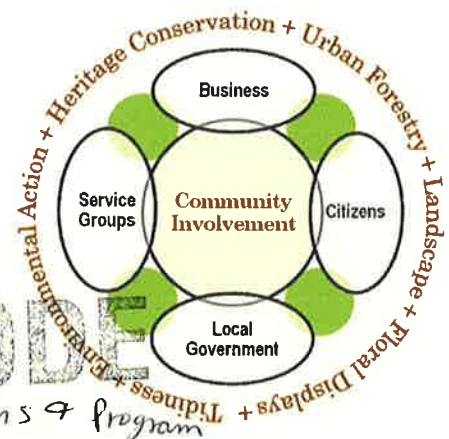 Tidiness + Environmental Action + Heritage Conservation + Urban Forestry + Landscape + Floral Displays +
Business
Service
Groups
Community
Involvement
Citizens
Local
Government
Program